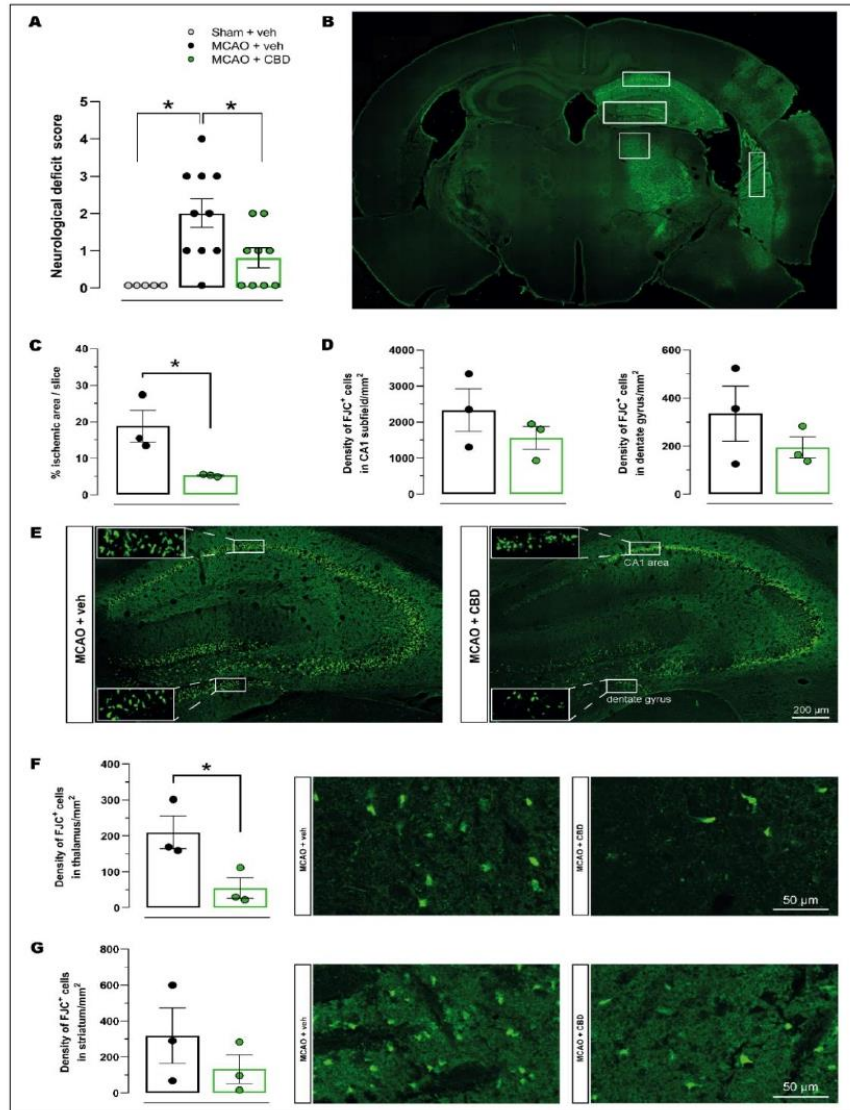 A
Sham + veh
MCAO + veh
MCAO + CBD
Neurological deficit score
5
4
3
2
1
0
*
*
B
C
% ischemic area / slice
40
30
20
10
0
*
D
Density of FJC+ cells
in CA1 subfield/mm²
4000
3000
2000
1000
0
Density of FJC+ cells
in dentate gyrus/mm²
600
400
200
0
E
MCAO + veh
MCAO + CBD
CA1 area
dentate gyrus
200 µm
F
Density of FJC+ cells
in thalamus/mm²
400
300
200
100
0
*
MCAO + veh
MCAO + CBD
50 µm
G
Density of FJC+ cells
in striatum/mm²
800
600
400
200
0
MCAO + veh
MCAO + CBD
50 µm